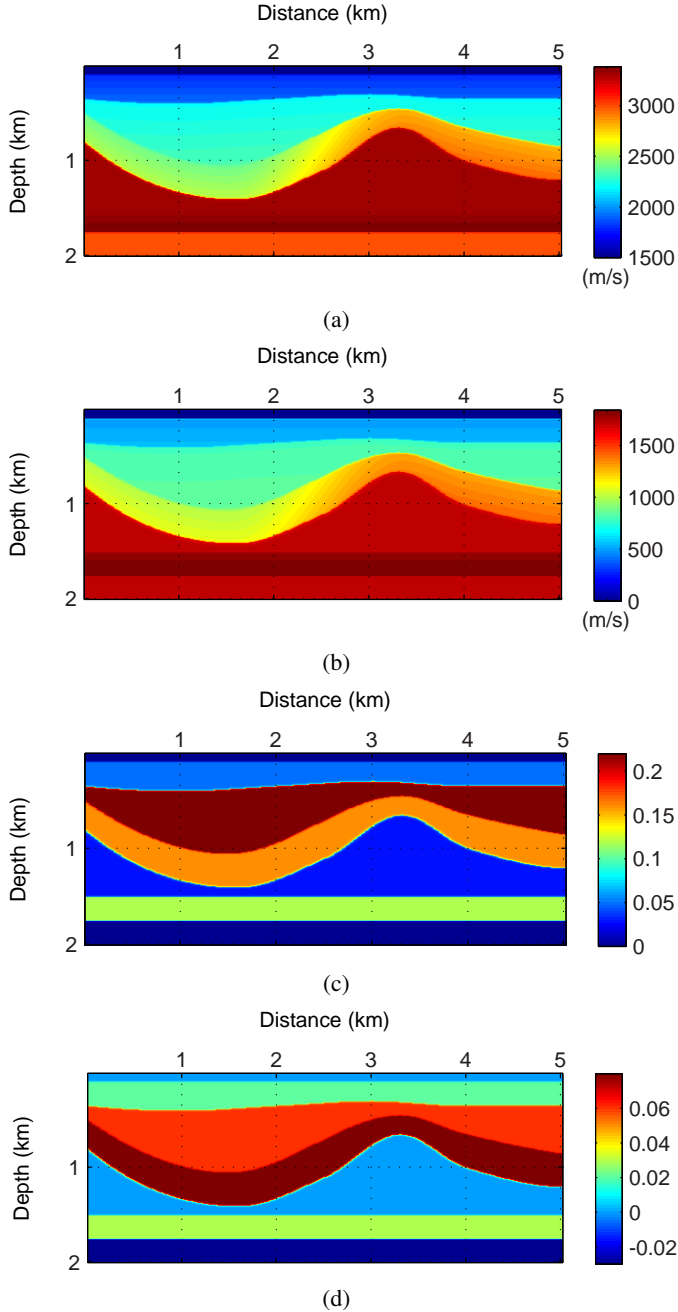 Distance (km)
1 2 3 4 5
Depth (km)
1
2
3000
2500
2000
1500
(m/s)
(a)
Distance (km)
1 2 3 4 5
Depth (km)
1
2
1500
1000
500
0
(m/s)
(b)
Distance (km)
1 2 3 4 5
Depth (km)
1
2
0.2
0.15
0.1
0.05
0
(c)
Distance (km)
1 2 3 4 5
Depth (km)
1
2
0.06
0.04
0.02
0
-0.02
(d)